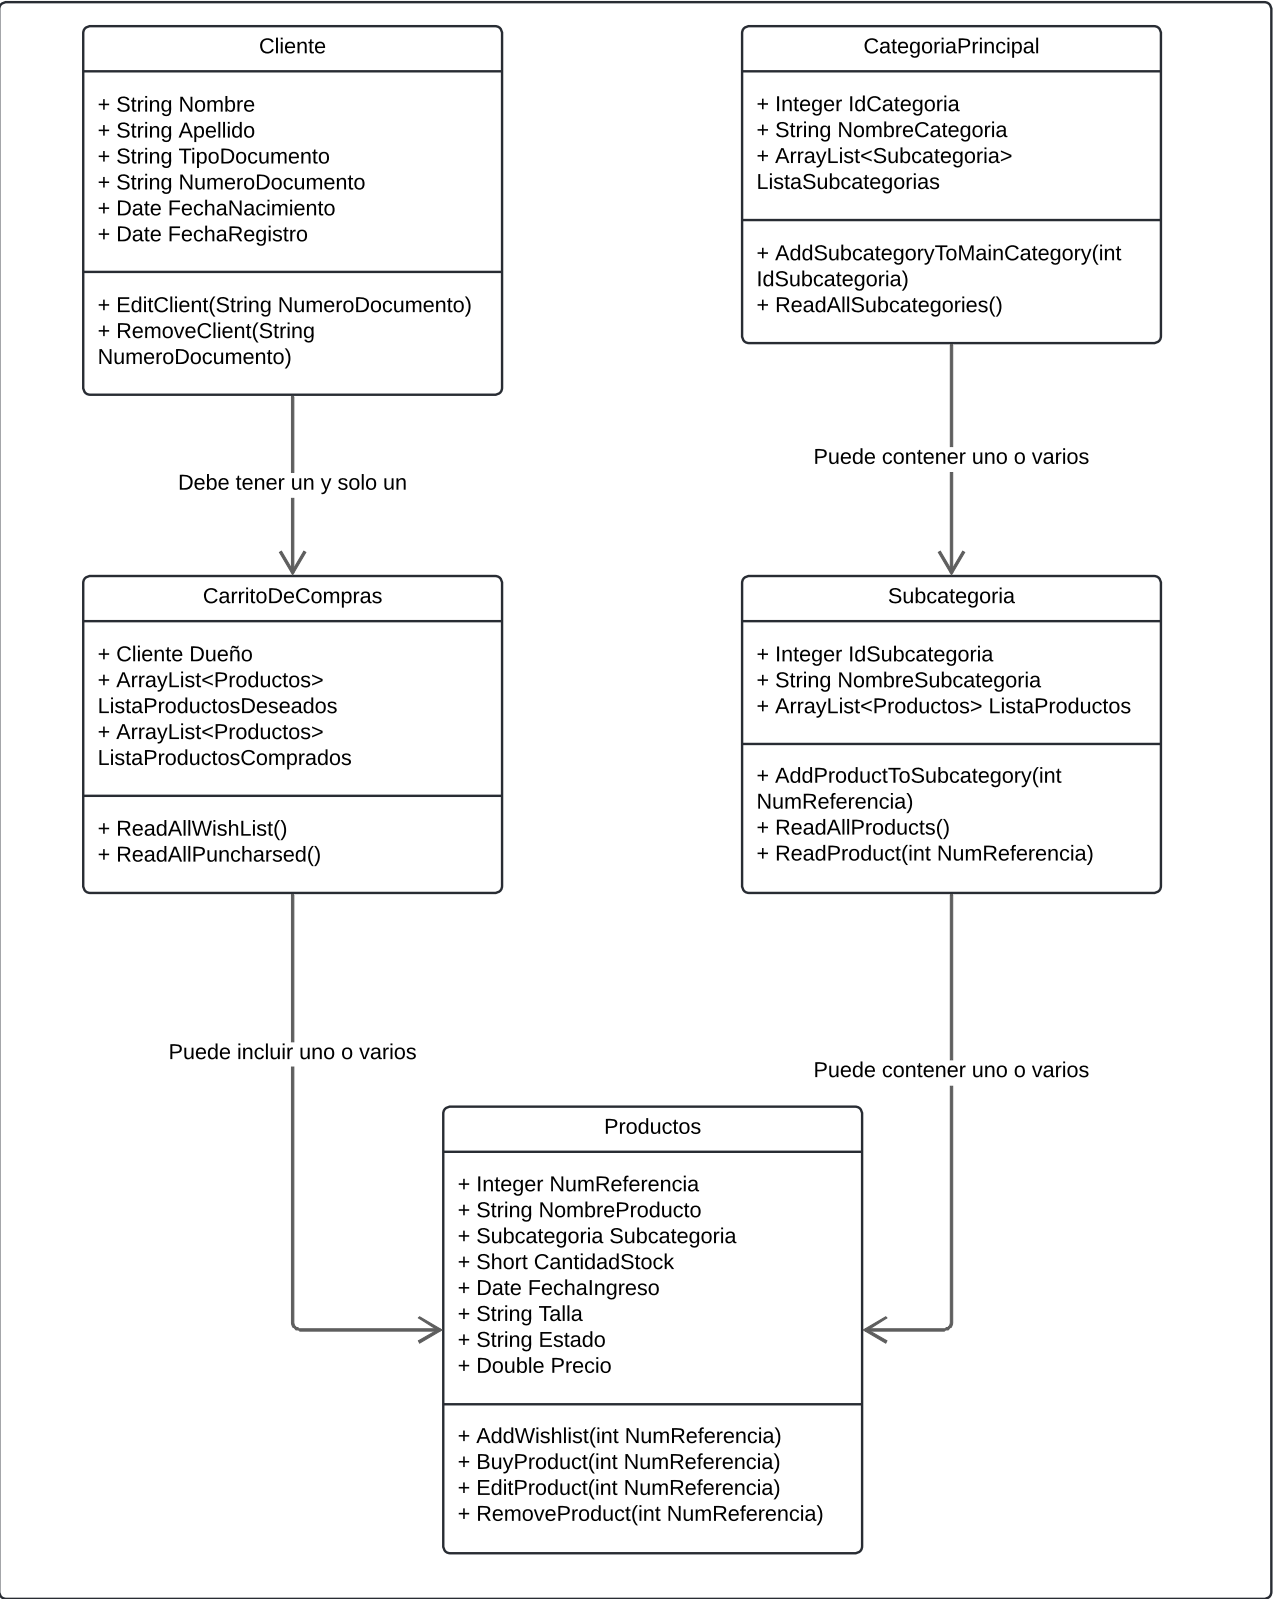 Cliente
+ String Nombre
+ String Apellido
+ String TipoDocumento
+ String NumeroDocumento
+ Date FechaNacimiento
+ Date FechaRegistro
+ EditClient(String NumeroDocumento)
+ RemoveClient(String
NumeroDocumento)
Debe tener un y solo un
CarritoDeCompras
+ Cliente Dueño
+ ArrayList<Productos>
ListaProductosDeseados
+ ArrayList<Productos>
ListaProductosComprados
+ ReadAllWishList()
+ ReadAllPuncharsed()
Puede incluir uno o varios
CategoriaPrincipal
+ Integer IdCategoria
+ String NombreCategoria
+ ArrayList<Subcategoria>
ListaSubcategorias
+ AddSubcategoryToMainCategory(int
IdSubcategoria)
+ ReadAllSubcategories()
Puede contener uno o varios
Subcategoria
+ Integer IdSubcategoria
+ String NombreSubcategoria
+ ArrayList<Productos> ListaProductos
+ AddProductToSubcategory(int
NumReferencia)
+ ReadAllProducts()
+ ReadProduct(int NumReferencia)
Puede contener uno o varios
Productos
+ Integer NumReferencia
+ String NombreProducto
+ Subcategoria Subcategoria
+ Short CantidadStock
+ Date FechaIngreso
+ String Talla
+ String Estado
+ Double Precio
+ AddWishlist(int NumReferencia)
+ BuyProduct(int NumReferencia)
+ EditProduct(int NumReferencia)
+ RemoveProduct(int NumReferencia)